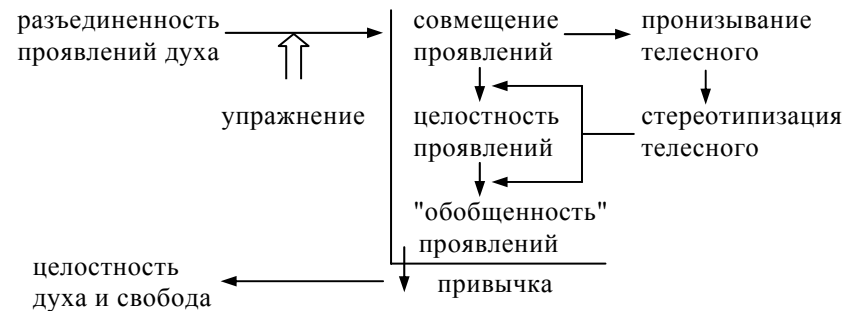 разъединенность
проявлений духа
совмещение
проявлений
пронизывание
телесного
упражнение
целостность
проявлений
стереотипизация
телесного
"обобщенность"
проявлений
целостность
духа и свобода
привычка